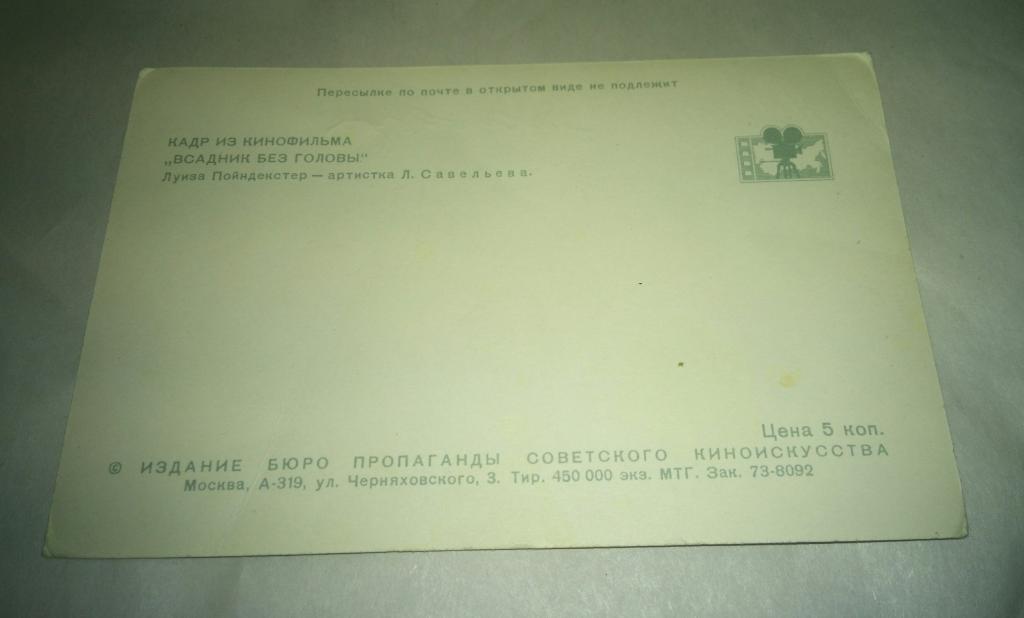 Пересылке по почте в открытом виде не подлежит
КАДР ИЗ КИНОФИЛЬМА
„ВСАДНИК БЕЗ ГОЛОВЫ"
Луиза Пойндекстер — артистка Л. Савельева.
Цена 5 коп.
© ИЗДАНИЕ БЮРО ПРОПАГАНДЫ СОВЕТСКОГО КИНОИСКУССТВА
Москва, А-319, ул. Черняховского, 3. Тир. 450 000 экз. МТГ. Зак. 73-8092